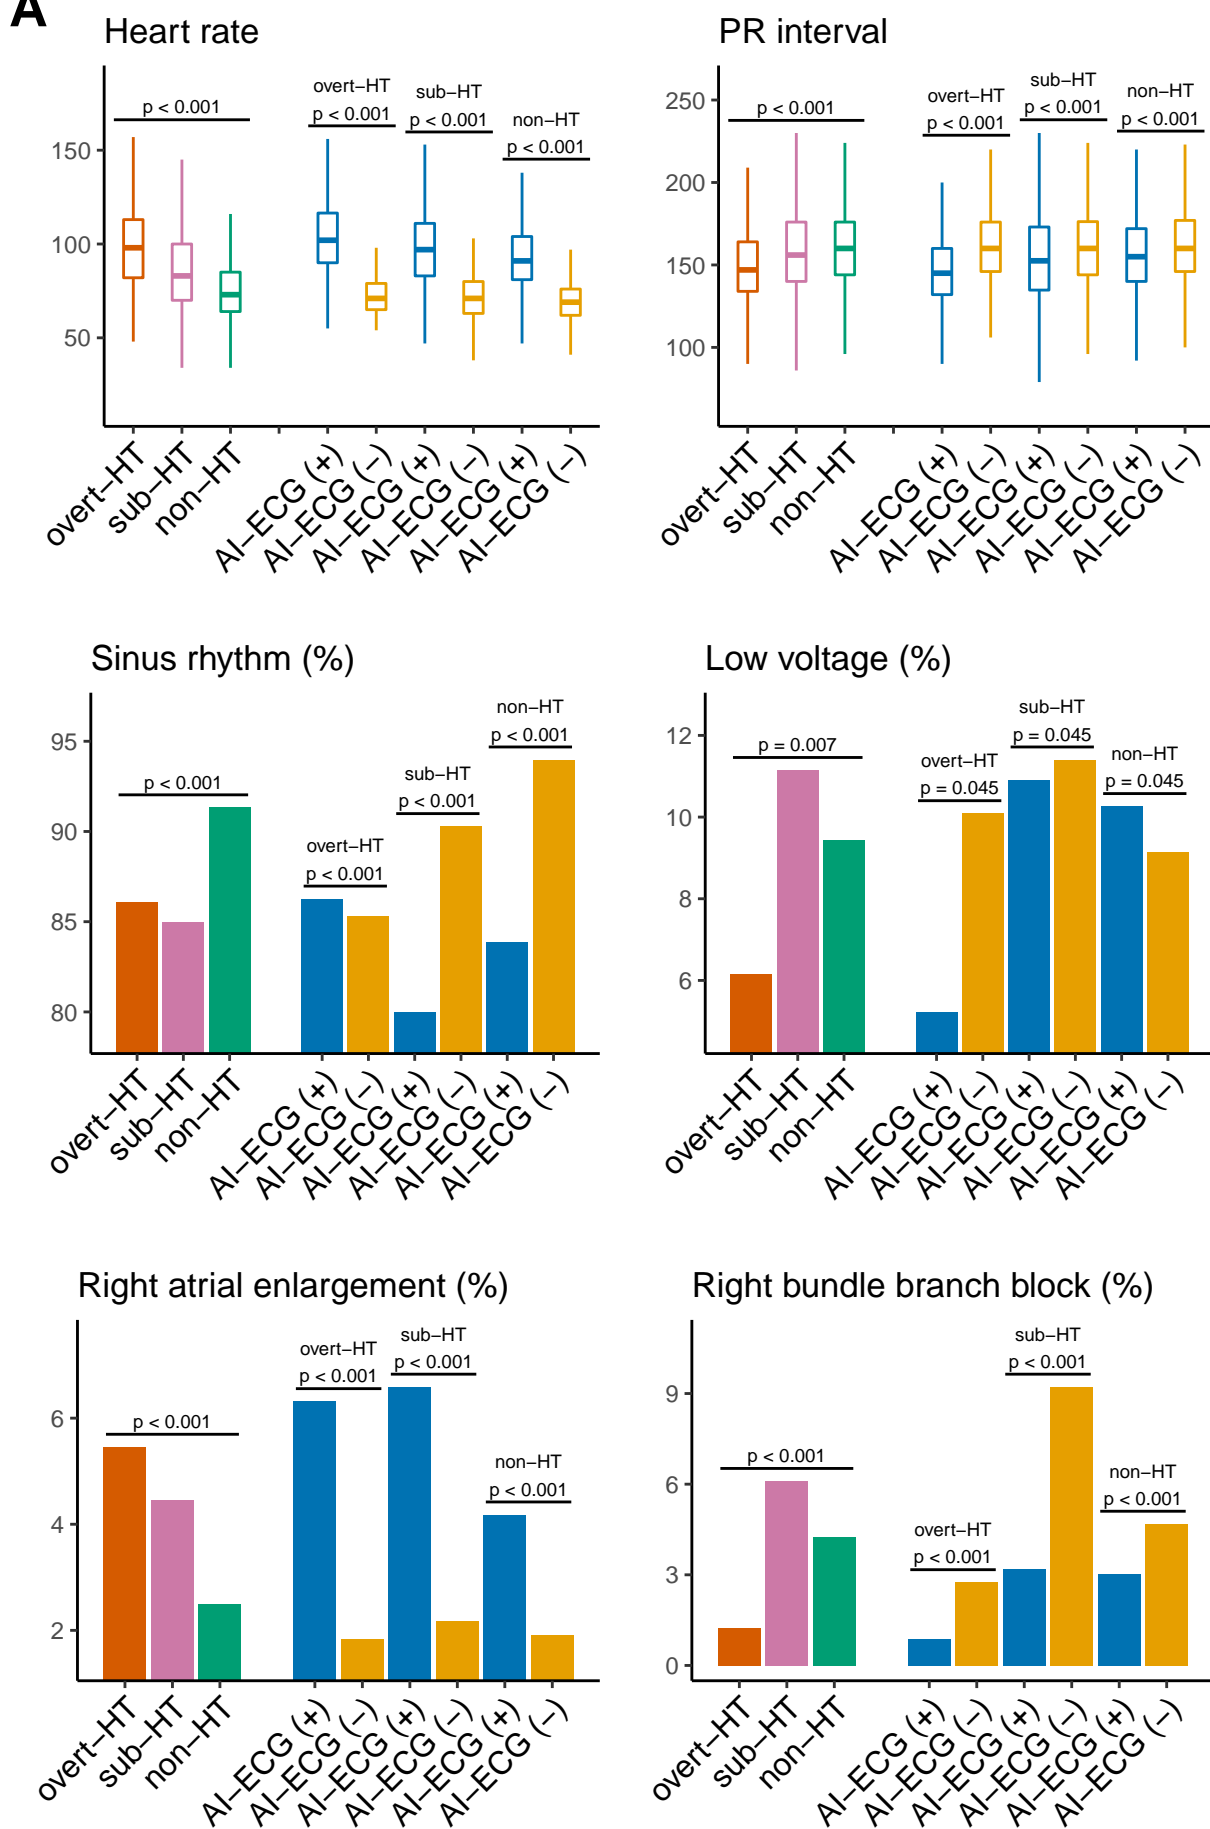 A
Heart rate
overt–HT
p < 0.001
sub–HT
p < 0.001
p < 0.001
non–HT
p < 0.001
150
100
50
overt–HT
sub–HT
non–HT
AI–ECG (+)
AI–ECG (–)
AI–ECG (+)
AI–ECG (–)
AI–ECG (+)
AI–ECG (–)
PR interval
sub–HT
p < 0.001
overt–HT
p < 0.001
non–HT
p < 0.001
p < 0.001
250
200
150
100
overt–HT
sub–HT
non–HT
AI–ECG (+)
AI–ECG (–)
AI–ECG (+)
AI–ECG (–)
AI–ECG (+)
AI–ECG (–)
Sinus rhythm (%)
non–HT
p < 0.001
sub–HT
p < 0.001
p < 0.001
overt–HT
p < 0.001
95
90
85
80
overt–HT
sub–HT
non–HT
AI–ECG (+)
AI–ECG (–)
AI–ECG (+)
AI–ECG (–)
AI–ECG (+)
AI–ECG (–)
Low voltage (%)
sub–HT
p = 0.045
p = 0.007
overt–HT
p = 0.045
non–HT
p = 0.045
12
10
8
6
overt–HT
sub–HT
non–HT
AI–ECG (+)
AI–ECG (–)
AI–ECG (+)
AI–ECG (–)
AI–ECG (+)
AI–ECG (–)
Right atrial enlargement (%)
sub–HT
p < 0.001
overt–HT
p < 0.001
p < 0.001
non–HT
p < 0.001
6
4
2
overt–HT
sub–HT
non–HT
AI–ECG (+)
AI–ECG (–)
AI–ECG (+)
AI–ECG (–)
AI–ECG (+)
AI–ECG (–)
Right bundle branch block (%)
sub–HT
p < 0.001
p < 0.001
non–HT
p < 0.001
overt–HT
p < 0.001
9
6
3
0
overt–HT
sub–HT
non–HT
AI–ECG (+)
AI–ECG (–)
AI–ECG (+)
AI–ECG (–)
AI–ECG (+)
AI–ECG (–)